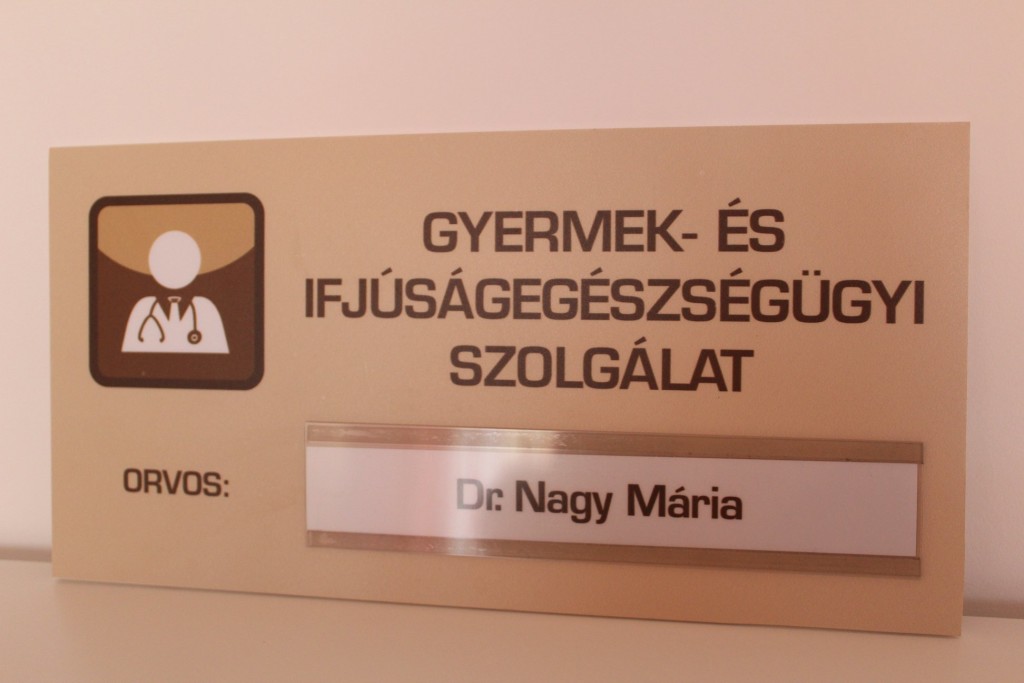 GYERMEK- ÉS
IFJÚSÁGEGÉSZSÉGÜGYI
SZOLGÁLAT
ORVOS: Dr. Nagy Mária